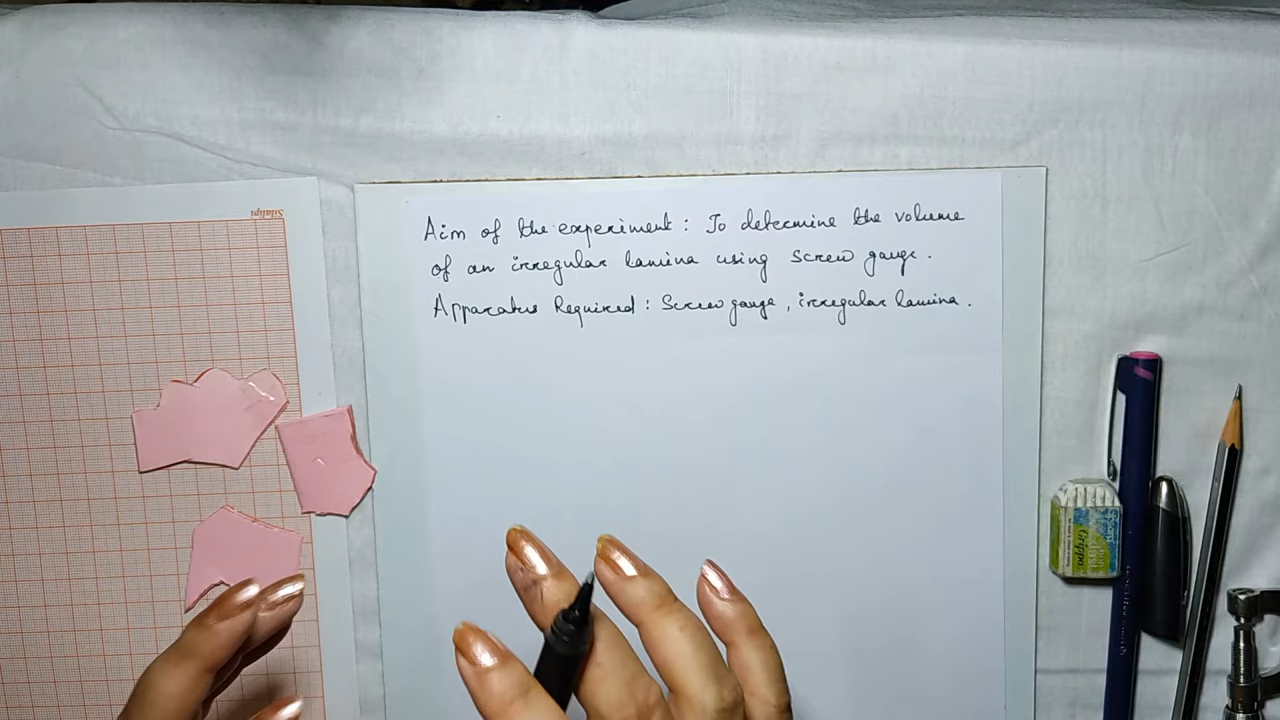 Silalipi
Aim of the experiment : To determine the volume
of an irregular lamina using screw gauge.
Apparatus Required : Screw gauge, irregular lamina.